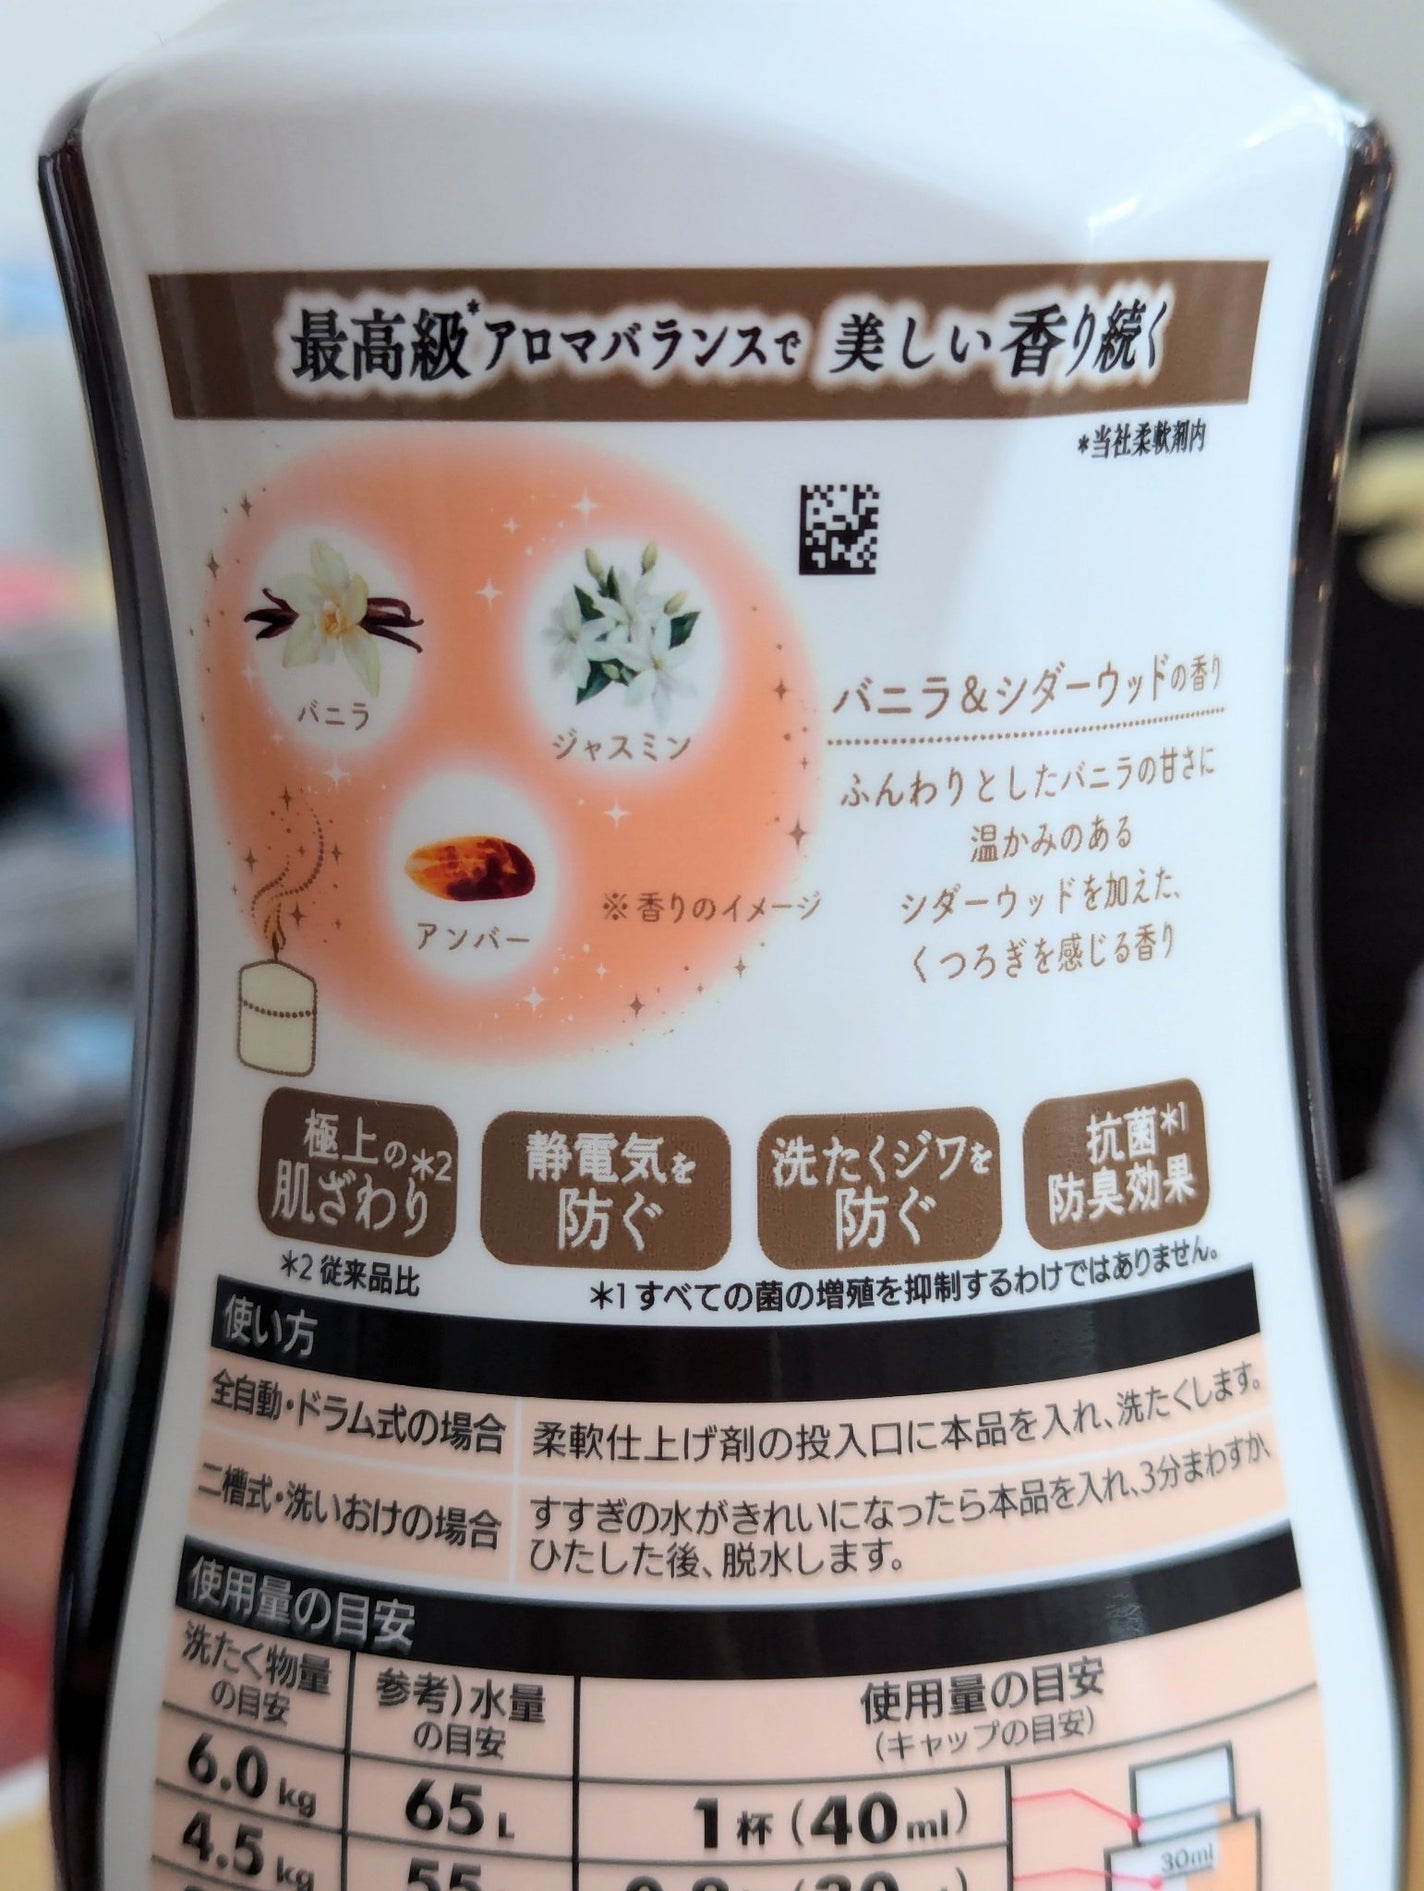 最高級*アロマバランスで 美しい香り続く
*当社柔軟剤内
バニラ
ジャスミン
アンバー
※香りのイメージ
バニラ&シダーウッドの香り
ふんわりとしたバニラの甘さに
温かみのある
シダーウッドを加えた、
くつろぎを感じる香り
極上の*2
肌ざわり
静電気を
防ぐ
洗たくジワを
防ぐ
抗菌*1
防臭効果
*2 従来品比
*1 すべての菌の増殖を抑制するわけではありません。
使い方
全自動・ドラム式の場合 柔軟仕上げ剤の投入口に本品を入れ、洗たくします。
二槽式・洗いおけの場合 すすぎの水がきれいになったら本品を入れ、3分まわすか、
ひたした後、脱水します。
使用量の目安
洗たく物量
の目安
参考)水量
の目安
使用量の目安
(キャップの目安)
6.0 kg 65 L 1杯(40ml)
4.5 kg 55
30ml